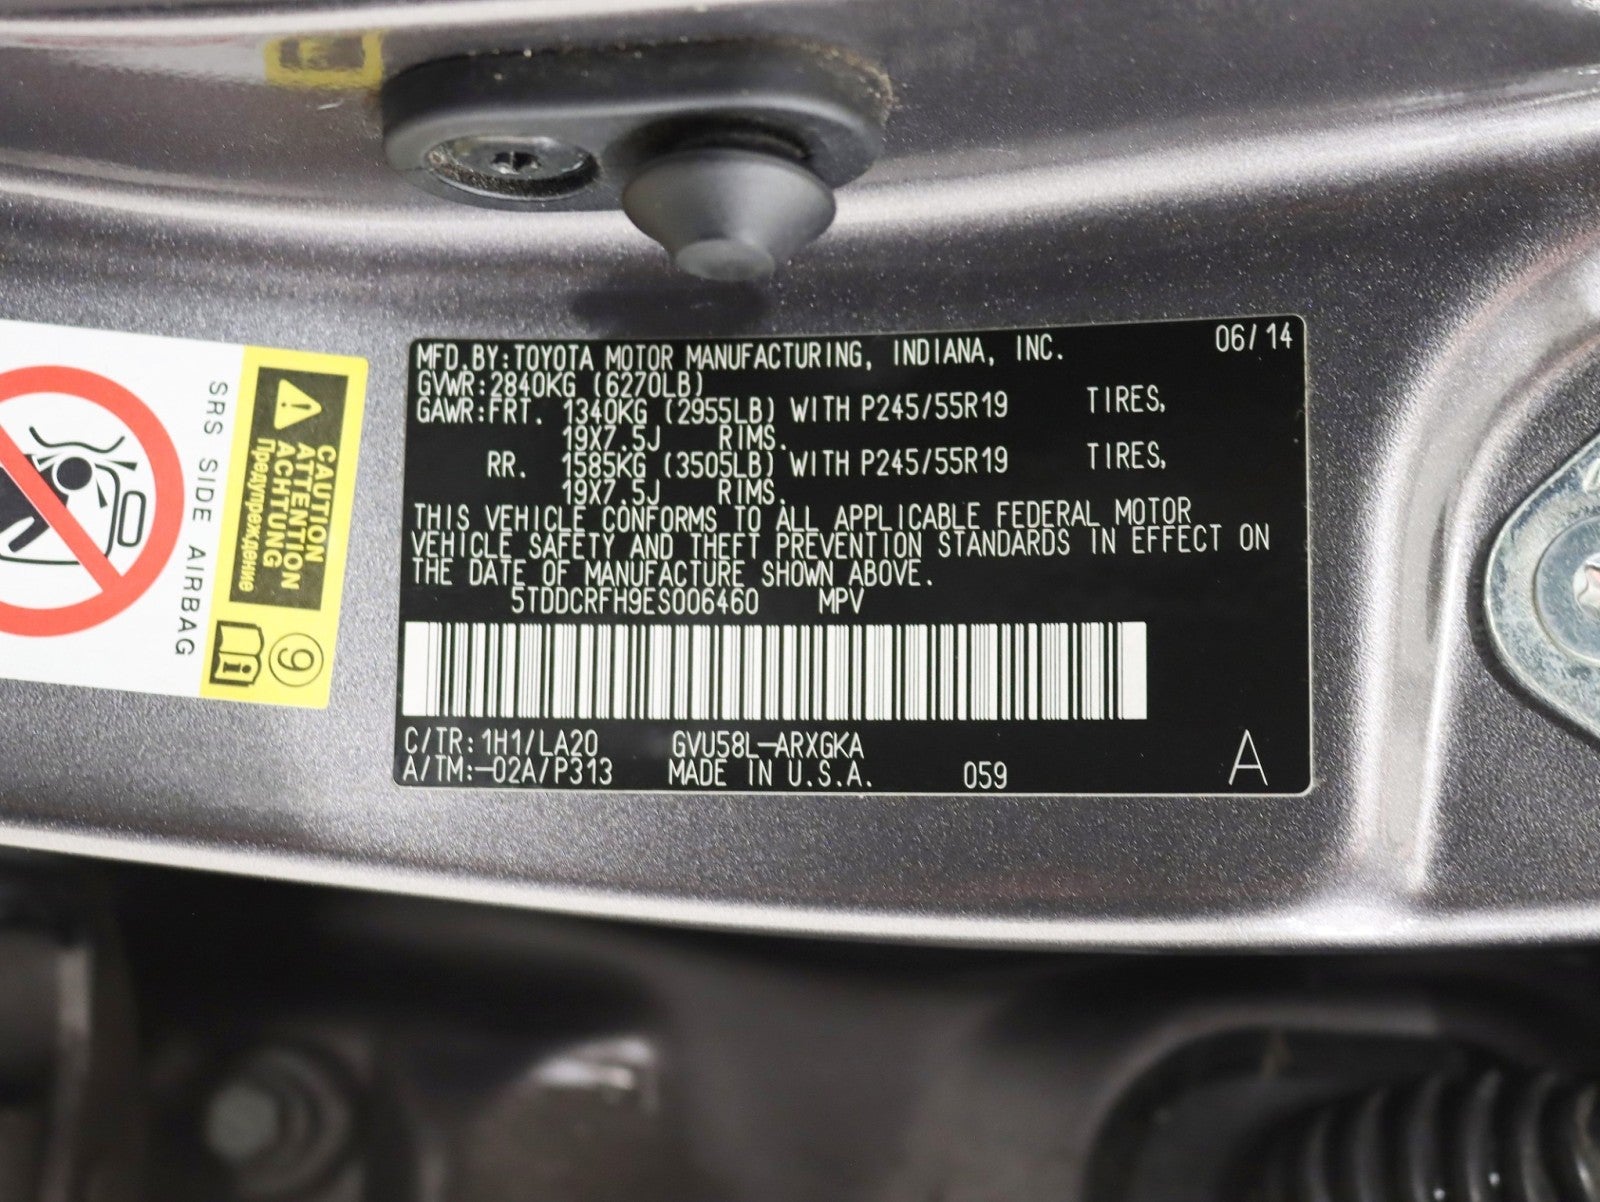 MFD.BY:TOYOTA MOTOR MANUFACTURING, INDIANA, INC. 06/14
GVWR:2840KG (6270LB)
GAWR:FRT. 1340KG (2955LB) WITH P245/55R19 TIRES,
19X7.5J RIMS.
RR. 1585KG (3505LB) WITH P245/55R19 TIRES,
19X7.5J RIMS.
THIS VEHICLE CONFORMS TO ALL APPLICABLE FEDERAL MOTOR
VEHICLE SAFETY AND THEFT PREVENTION STANDARDS IN EFFECT ON
THE DATE OF MANUFACTURE SHOWN ABOVE.
5TDDCRFH9ES006460 MPV
C/TR:1H1/LA20 GVU58L-ARXGKA
A/TM:-02A/P313 MADE IN U.S.A. 059 A
CAUTION
ATTENTION
ACHTUNG
Предупреждение
9
i
SRS SIDE AIRBAG